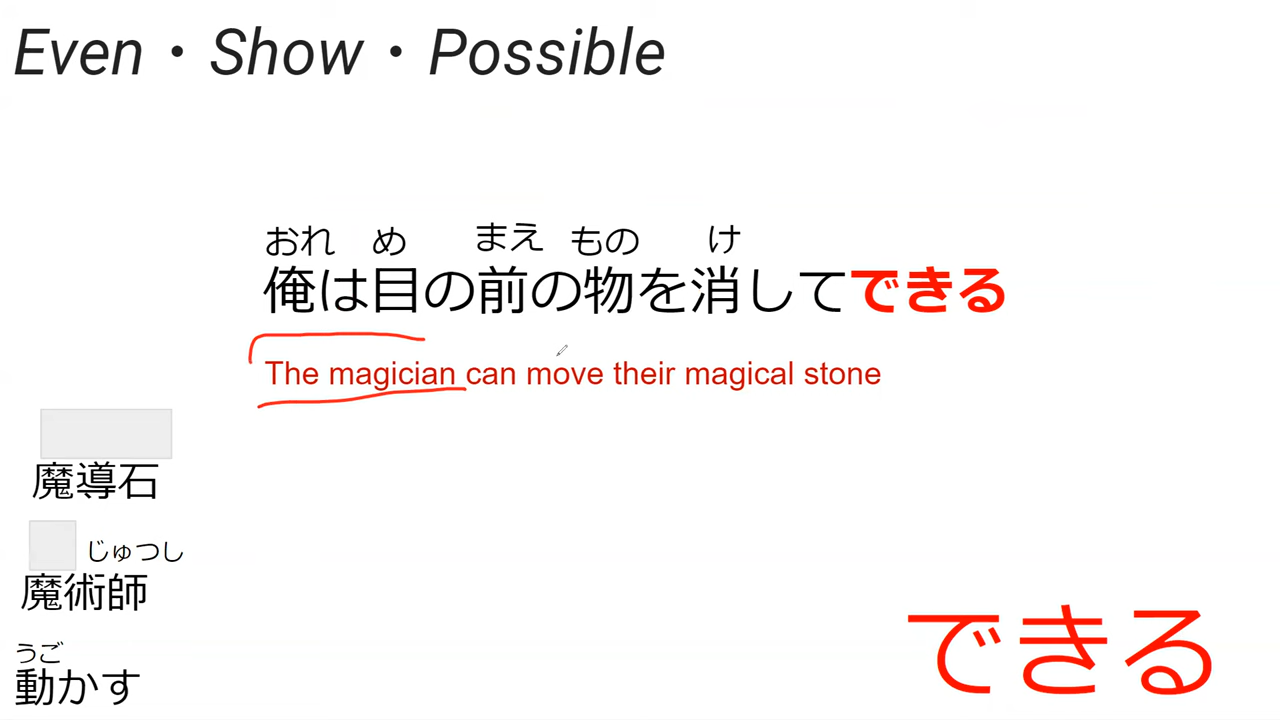 Even・Show・Possible
おれ め まえ もの け
俺は目の前の物を消してできる
The magician can move their magical stone
魔導石
じゅつし
魔術師
うご
動かす
できる